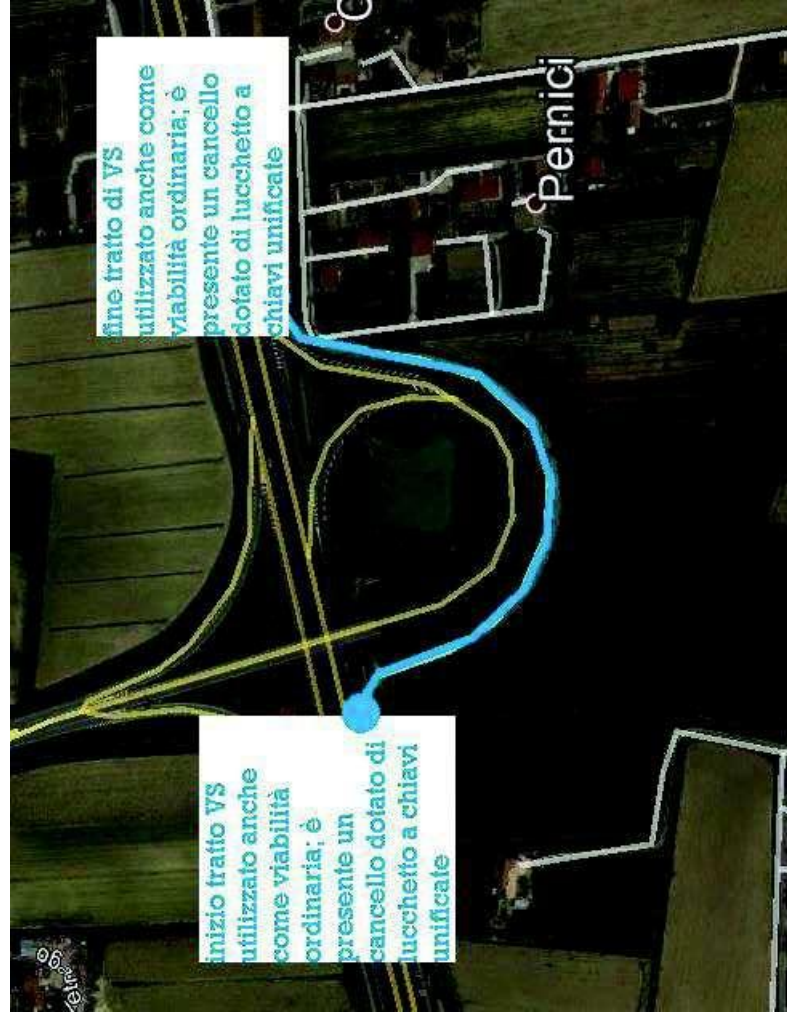 fine tratto di VS
utilizzato anche come
viabilità ordinaria; è
presente un cancello
dotato di lucchetto a
chiavi unificate
Pernici
inizio tratto VS
utilizzato anche
come viabilità
ordinaria; è
presente un
cancello dotato di
lucchetto a chiavi
unificate